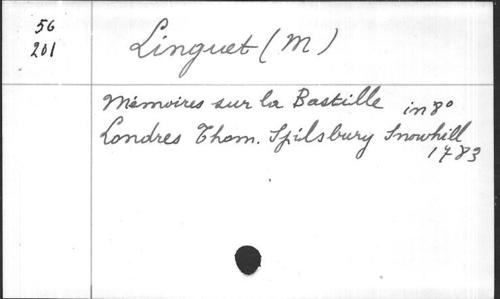 56
201
Linguet (M)
Mémoires sur la Bastille in 8°
Londres Thom. Spilsbury Snowhill
1783